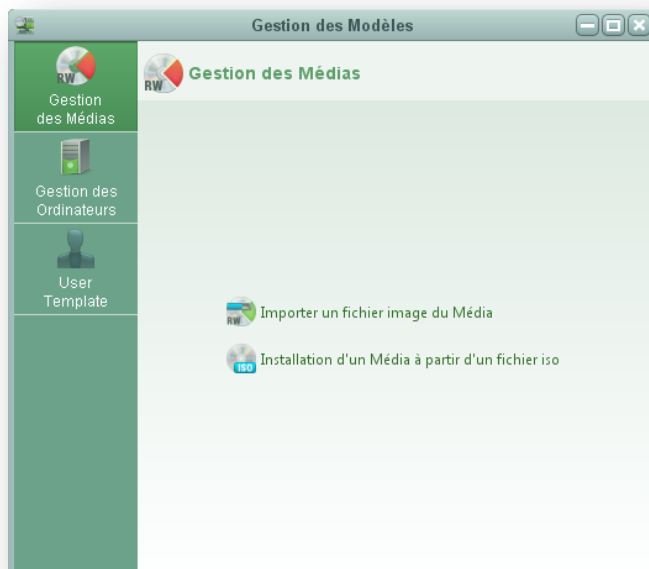 Gestion des Modèles
RW
Gestion
des Médias
Gestion des
Ordinateurs
User
Template
RW
Gestion des Médias
RW
Importer un fichier image du Média
ISO
Installation d'un Média à partir d'un fichier iso